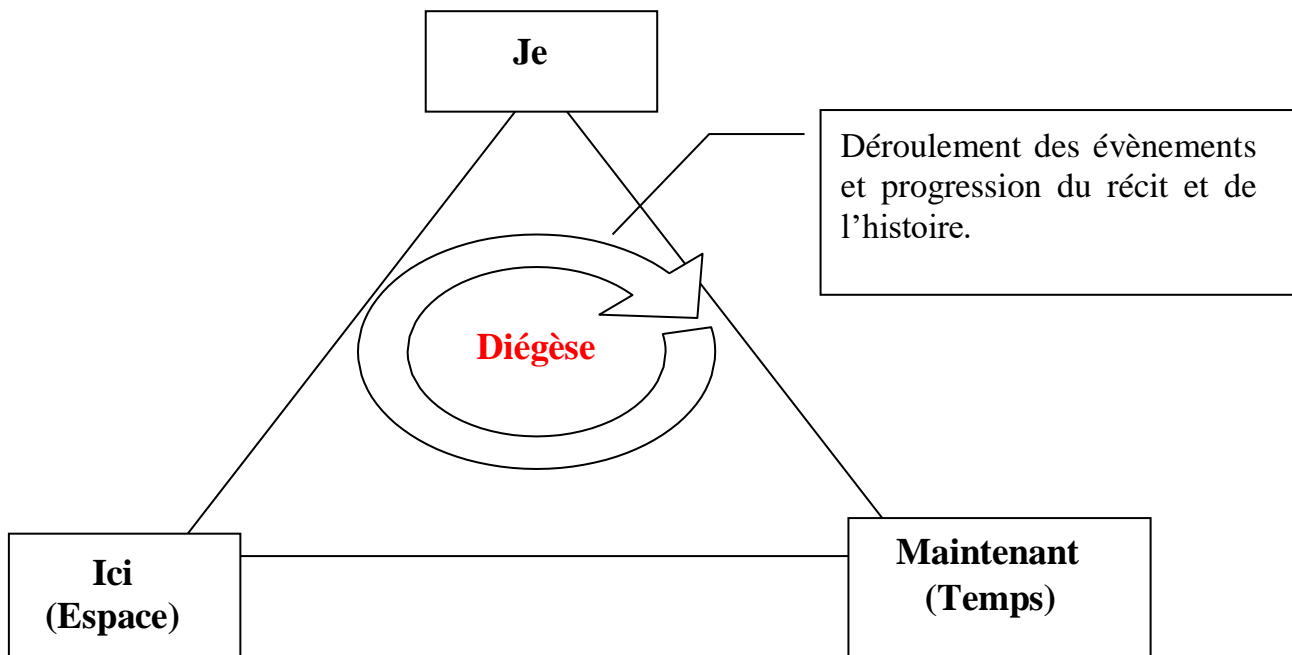 Je
Déroulement des évènements
et progression du récit et de
l’histoire.
Diégèse
Ici
(Espace)
Maintenant
(Temps)